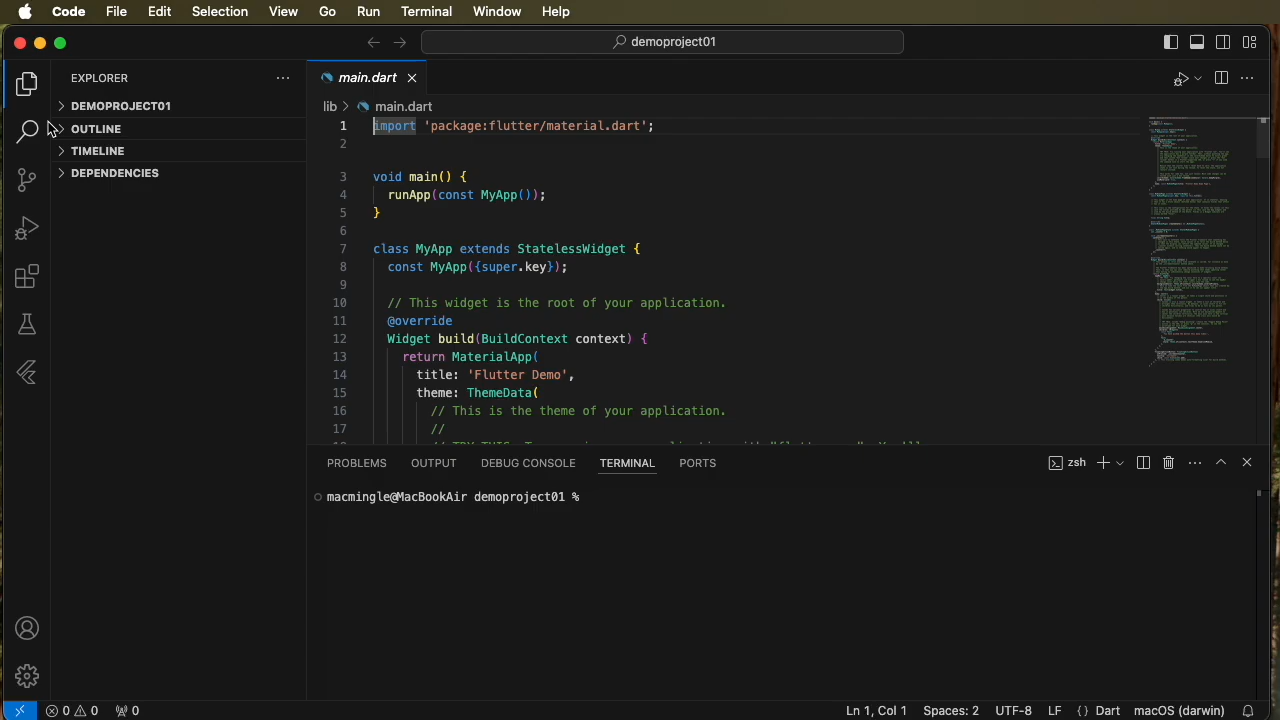 Code File Edit Selection View Go Run Terminal Window Help
demoproject01
EXPLORER
DEMOPROJECT01
OUTLINE
TIMELINE
DEPENDENCIES
main.dart
lib > main.dart
1 import 'package:flutter/material.dart';
2
3 void main() {
4 runApp(const MyApp());
5 }
6
7 class MyApp extends StatelessWidget {
8 const MyApp({super.key});
9
10 // This widget is the root of your application.
11 @override
12 Widget build(BuildContext context) {
13 return MaterialApp(
14 title: 'Flutter Demo',
15 theme: ThemeData(
16 // This is the theme of your application.
17 //
PROBLEMS OUTPUT DEBUG CONSOLE TERMINAL PORTS
zsh
macmingle@MacBookAir demoproject01 %
0 0 0
Ln 1, Col 1 Spaces: 2 UTF-8 LF {} Dart macOS (darwin)